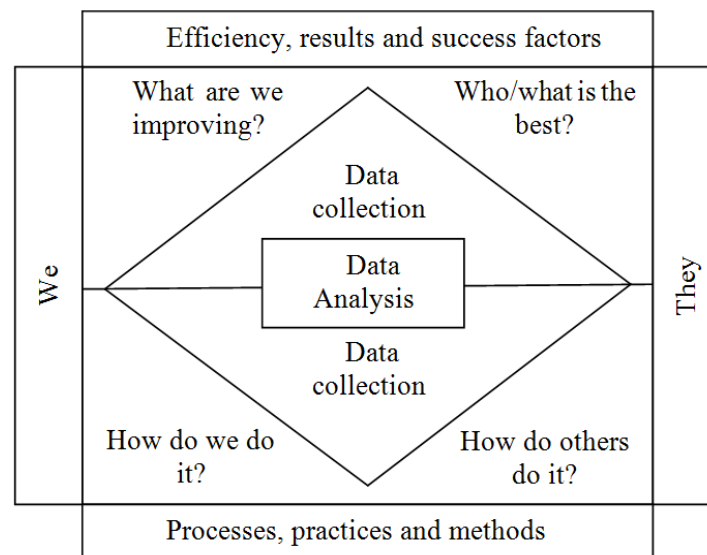 Efficiency, results and success factors
What are we
improving?
Who/what is the
best?
Data
collection
We
Data
Analysis
They
Data
collection
How do we do
it?
How do others
do it?
Processes, practices and methods